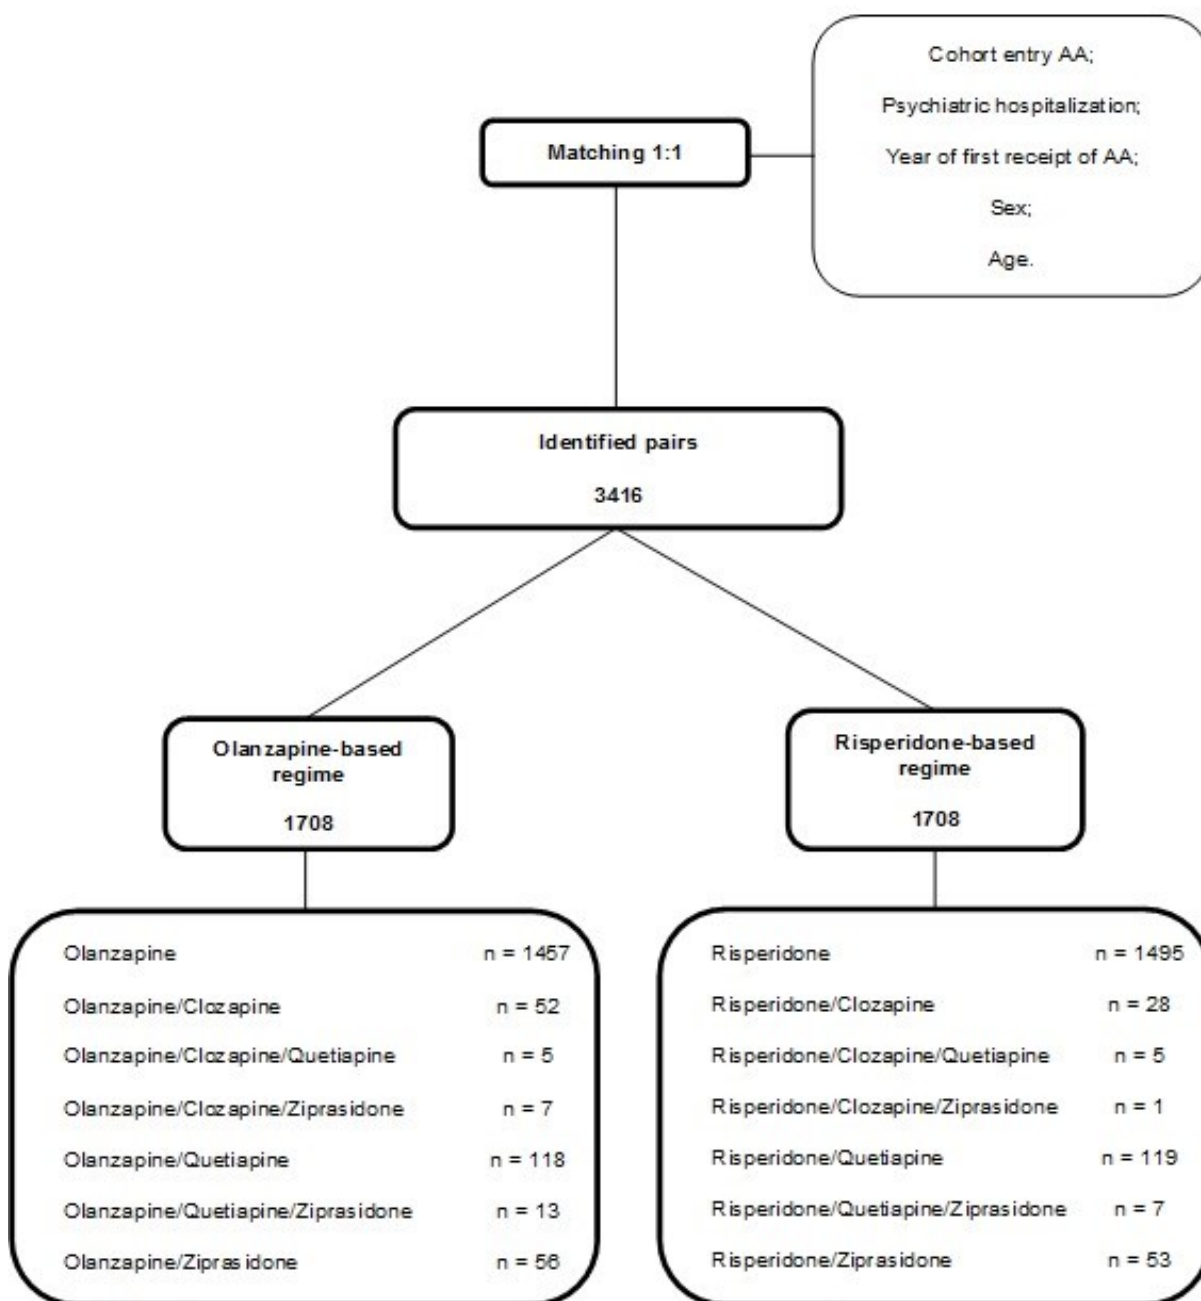 Cohort entry AA;
Psychiatric hospitalization;
Year of first receipt of AA;
Sex;
Age.
Matching 1:1
Identified pairs
3416
Olanzapine-based
regime
1708
Risperidone-based
regime
1708
Olanzapine n = 1457
Olanzapine/Clozapine n = 52
Olanzapine/Clozapine/Quetiapine n = 5
Olanzapine/Clozapine/Ziprasidone n = 7
Olanzapine/Quetiapine n = 118
Olanzapine/Quetiapine/Ziprasidone n = 13
Olanzapine/Ziprasidone n = 56
Risperidone n = 1495
Risperidone/Clozapine n = 28
Risperidone/Clozapine/Quetiapine n = 5
Risperidone/Clozapine/Ziprasidone n = 1
Risperidone/Quetiapine n = 119
Risperidone/Quetiapine/Ziprasidone n = 7
Risperidone/Ziprasidone n = 53